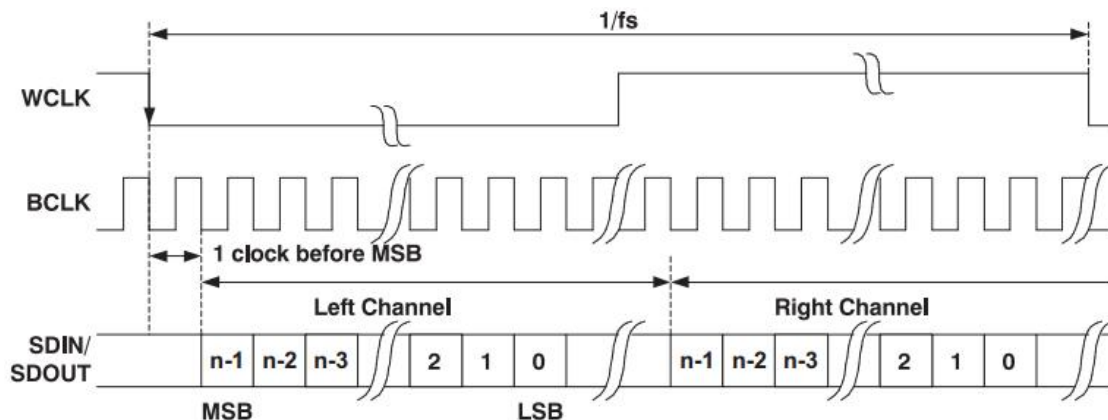 1/fs
WCLK
BCLK
1 clock before MSB
Left Channel
Right Channel
SDIN/
SDOUT
n-1 n-2 n-3 2 1 0 n-1 n-2 n-3 2 1 0
MSB LSB